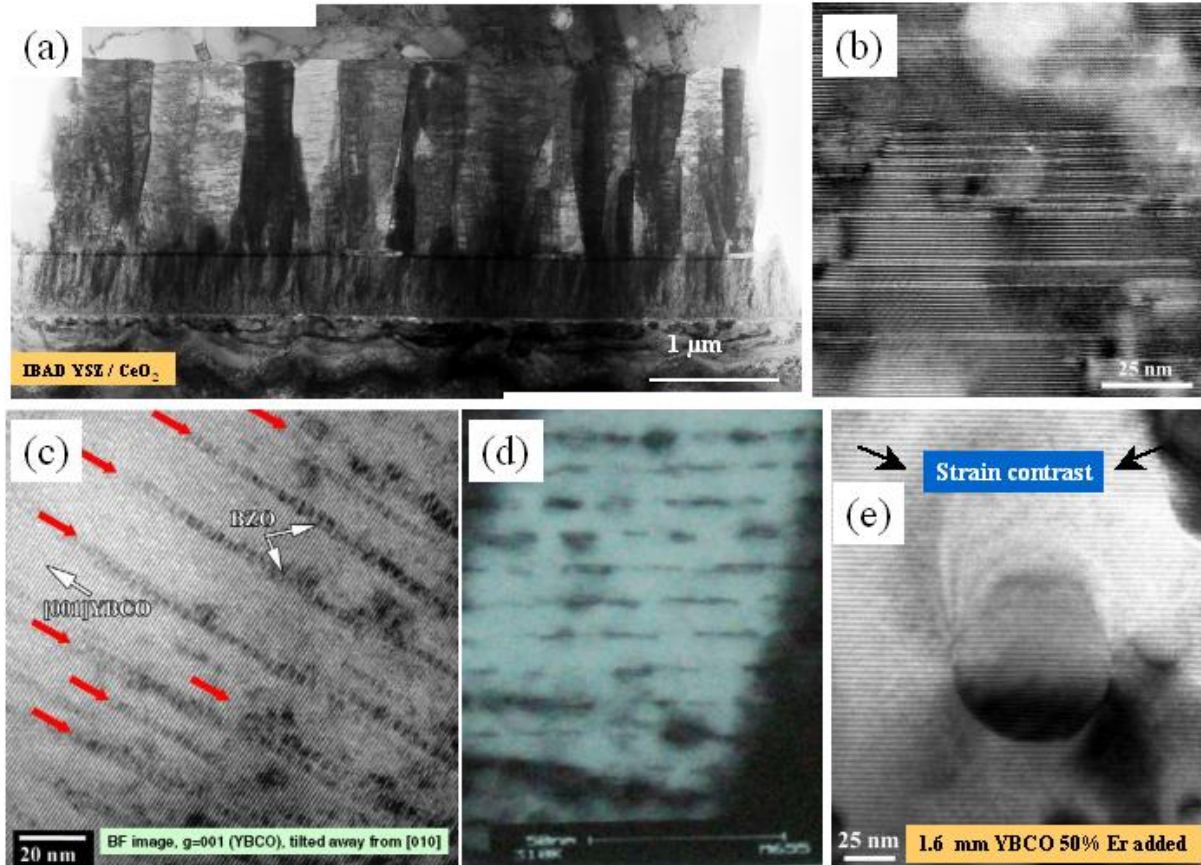 (a)
1 μm
IBAD YSZ / CeO₂
(b)
25 nm
(c)
BZO
[001]YBCO
20 nm
BF image, g=001 (YBCO), tilted away from [010]
(d)
50nm
(e)
Strain contrast
25 nm
1.6 mm YBCO 50% Er added